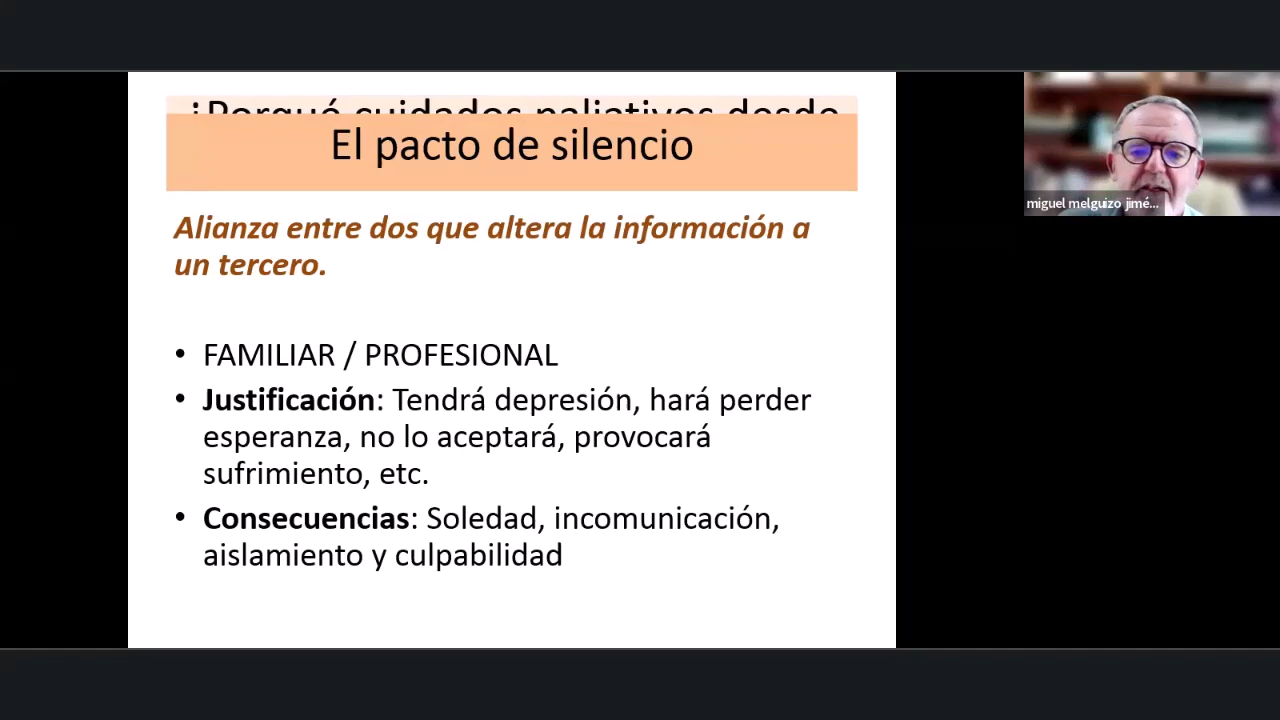 ¿Porqué cuidados paliativos desde
El pacto de silencio
Alianza entre dos que altera la información a
un tercero.
• FAMILIAR / PROFESIONAL
• Justificación: Tendrá depresión, hará perder
esperanza, no lo aceptará, provocará
sufrimiento, etc.
• Consecuencias: Soledad, incomunicación,
aislamiento y culpabilidad
miguel melguizo jimé...